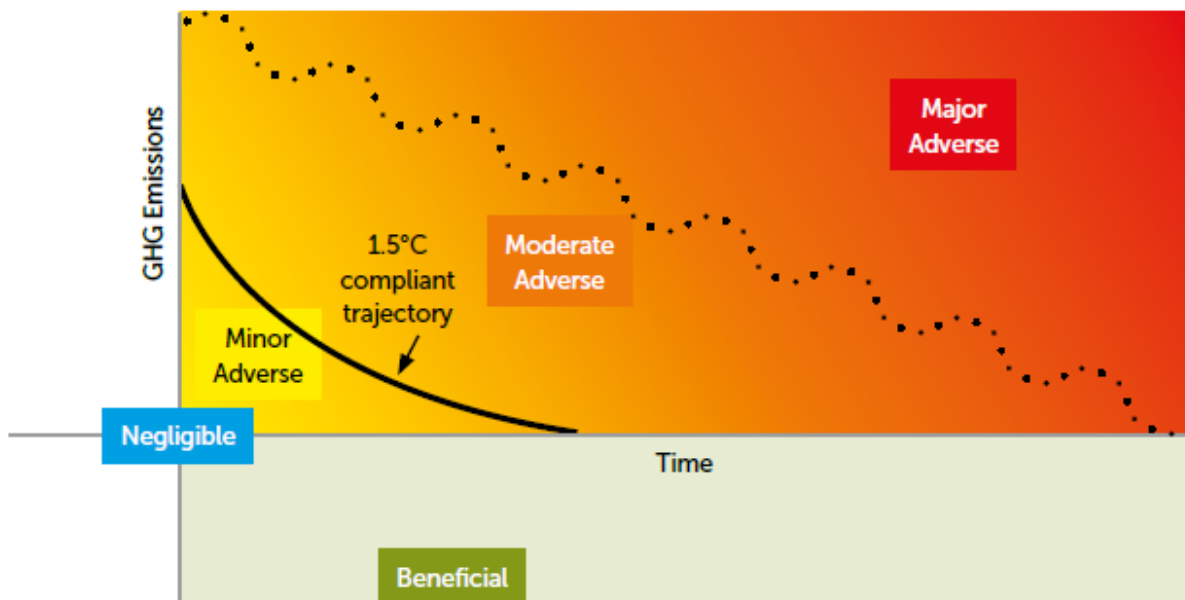 Major
Adverse
GHG Emissions
1.5°C
compliant
trajectory
Moderate
Adverse
Minor
Adverse
Negligible
Time
Beneficial